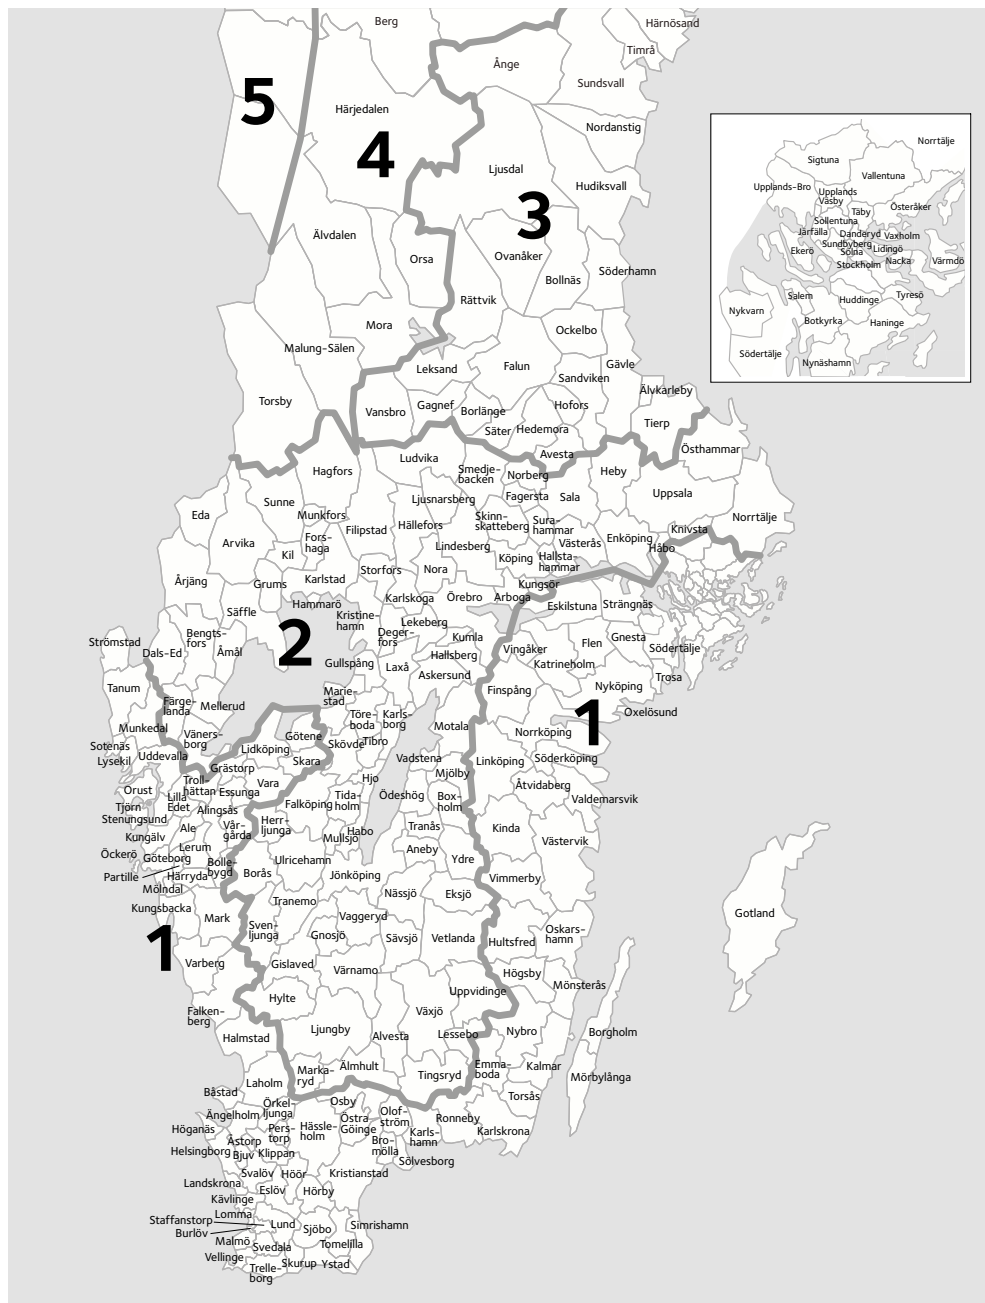 Berg
Härnösand
Timrå
Ånge
Sundsvall
5
Härjedalen
Nordanstig
4
Ljusdal
Hudiksvall
3
Älvdalen
Orsa
Ovanåker
Söderhamn
Bollnäs
Rättvik
Mora
Ockelbo
Malung-Sälen
Leksand
Falun
Gävle
Sandviken
Älvkarleby
Torsby
Vansbro
Gagnef
Borlänge
Hofors
Tierp
Säter
Hedemora
Östhammar
Avesta
Ludvika
Hagfors
Smedje-
backen
Norberg
Heby
Sunne
Ljusnarsberg
Fagersta
Sala
Uppsala
Eda
Munkfors
Skinn-
skatteberg
Sura-
hammar
Norrtälje
Filipstad
Hällefors
Knivsta
Arvika
Fors-
haga
Lindesberg
Västerås
Enköping
Håbo
Kil
Köping
Hallsta-
hammar
Årjäng
Grums
Karlstad
Storfors
Nora
Kungsör
Karlskoga
Örebro
Arboga
Eskilstuna
Strängnäs
Säffle
Hammarö
Kristine-
hamn
Lekeberg
Strömstad
Bengts-
fors
Deger-
fors
Kumla
Flen
Gnesta
Dals-Ed
Åmål
2
Hallsberg
Vingåker
Södertälje
Gullspång
Laxå
Katrineholm
Askersund
Trosa
Tanum
Marie-
stad
Finspång
Nyköping
Färge-
landa
Mellerud
Oxelösund
Töre-
boda
Karls-
borg
1
Munkedal
Väners-
borg
Götene
Motala
Norrköping
Sotenäs
Lidköping
Skövde
Tibro
Lysekil
Uddevalla
Skara
Vadstena
Linköping
Söderköping
Grästorp
Mjölby
Troll-
hättan
Vara
Hjo
Åtvidaberg
Orust
Lilla
Edet
Essunga
Falköping
Tida-
holm
Ödeshög
Box-
holm
Valdemarsvik
Tjörn
Alingsås
Stenungsund
Ale
Vår-
gårda
Herr-
ljunga
Mullsjö
Habo
Tranås
Kinda
Kungälv
Lerum
Aneby
Västervik
Öckerö
Göteborg
Bolle-
bygd
Ulricehamn
Ydre
Partille
Härryda
Borås
Jönköping
Vimmerby
Mölndal
Nässjö
Eksjö
Kungsbacka
Tranemo
Gotland
Mark
Vaggeryd
1
Sven-
ljunga
Gnosjö
Sävsjö
Vetlanda
Hultsfred
Oskars-
hamn
Varberg
Gislaved
Värnamo
Högsby
Mönsterås
Hylte
Uppvidinge
Falken-
berg
Växjö
Halmstad
Ljungby
Alvesta
Lessebo
Nybro
Borgholm
Marka-
ryd
Älmhult
Tingsryd
Emma-
boda
Kalmar
Mörbylånga
Laholm
Båstad
Torsås
Örkel-
ljunga
Osby
Ängelholm
Olof-
ström
Ronneby
Höganäs
Pers-
torp
Hässle-
holm
Östra
Göinge
Karls-
hamn
Karlskrona
Åstorp
Bro-
mölla
Helsingborg
Bjuv
Klippan
Sölvesborg
Svalöv
Höör
Kristianstad
Landskrona
Eslöv
Hörby
Kävlinge
Lomma
Staffanstorp
Lund
Sjöbo
Simrishamn
Burlöv
Malmö
Svedala
Tomelilla
Vellinge
Trelle-
borg
Skurup
Ystad
Norrtälje
Sigtuna
Vallentuna
Upplands-Bro
Upplands
Väsby
Täby
Österåker
Sollentuna
Järfälla
Danderyd
Vaxholm
Sundbyberg
Ekerö
Solna
Lidingö
Stockholm
Nacka
Värmdö
Salem
Huddinge
Tyresö
Nykvarn
Botkyrka
Haninge
Södertälje
Nynäshamn